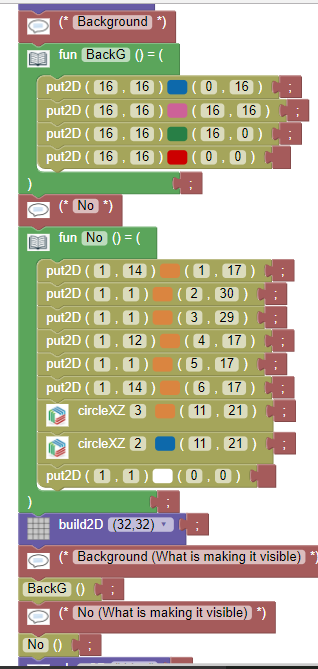 (* Background *) ;
fun BackG () = (
put2D ( 16 , 16 ) ( 0 , 16 ) ;
put2D ( 16 , 16 ) ( 16 , 16 ) ;
put2D ( 16 , 16 ) ( 16 , 0 ) ;
put2D ( 16 , 16 ) ( 0 , 0 )
) ;
(* No *) ;
fun No () = (
put2D ( 1 , 14 ) ( 1 , 17 ) ;
put2D ( 1 , 1 ) ( 2 , 30 ) ;
put2D ( 1 , 1 ) ( 3 , 29 ) ;
put2D ( 1 , 12 ) ( 4 , 17 ) ;
put2D ( 1 , 1 ) ( 5 , 17 ) ;
put2D ( 1 , 14 ) ( 6 , 17 ) ;
circleXZ 3 ( 11 , 21 ) ;
circleXZ 2 ( 11 , 21 ) ;
put2D ( 1 , 1 ) ( 0 , 0 ) ;
) ;
build2D (32,32) ;
(* Background (What is making it visible) *)
BackG () ;
(* No (What is making it visible) *) ;
No () ;